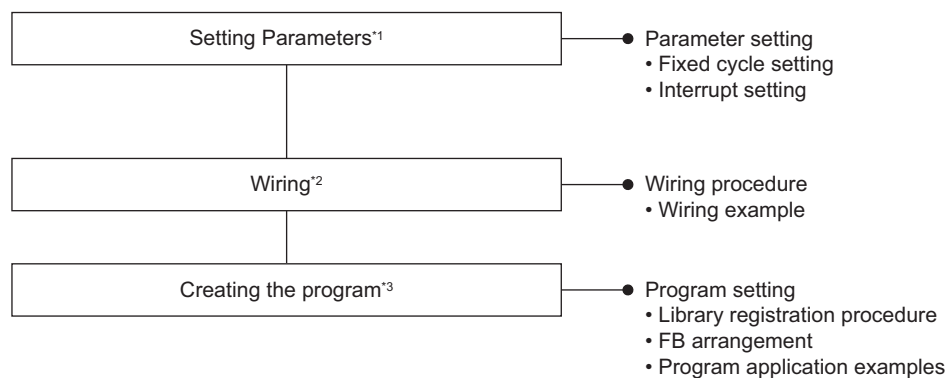 Setting Parameters*1
Parameter setting
• Fixed cycle setting
• Interrupt setting
Wiring*2
Wiring procedure
• Wiring example
Creating the program*3
Program setting
• Library registration procedure
• FB arrangement
• Program application examples